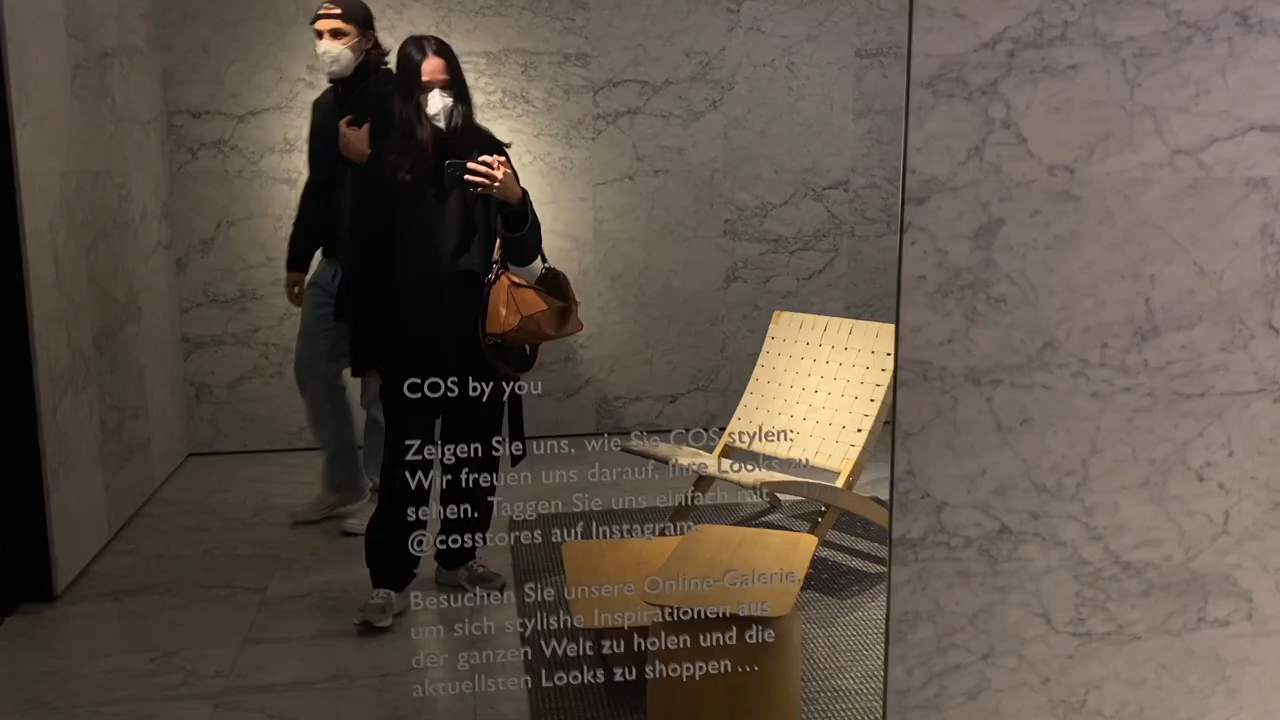 COS by you
Zeigen Sie uns, wie Sie COS stylen:
Wir freuen uns darauf, Ihre Looks zu
sehen. Taggen Sie uns einfach mit
@cosstores auf Instagram.
Besuchen Sie unsere Online-Galerie,
um sich stylishe Inspirationen aus
der ganzen Welt zu holen und die
aktuellsten Looks zu shoppen ...